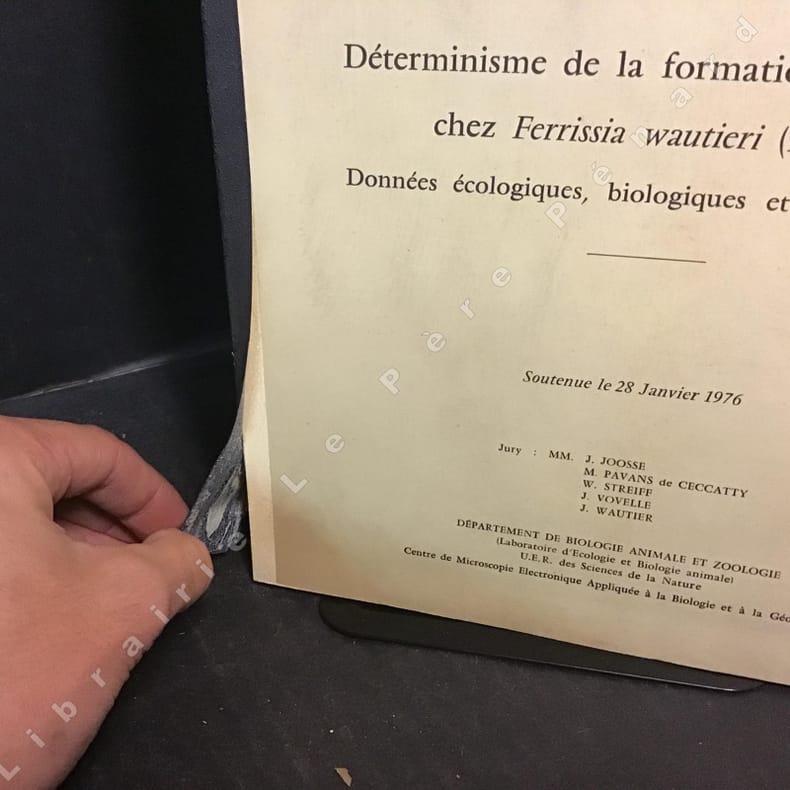 Déterminisme de la formati
chez Ferrissia wautieri (
Données écologiques, biologiques et
Soutenue le 28 Janvier 1976
Jury : MM. J. JOOSSE
M. PAVANS de CECCATTY
W. STREIFF
J. VOVELLE
J. WAUTIER
DÉPARTEMENT DE BIOLOGIE ANIMALE ET ZOOLOGIE
(Laboratoire d'Ecologie et Biologie animale)
U.E.R. des Sciences de la Nature
Centre de Microscopie Electronique Appliquée à la Biologie et à la Géo
Librairie Le Père Pénard